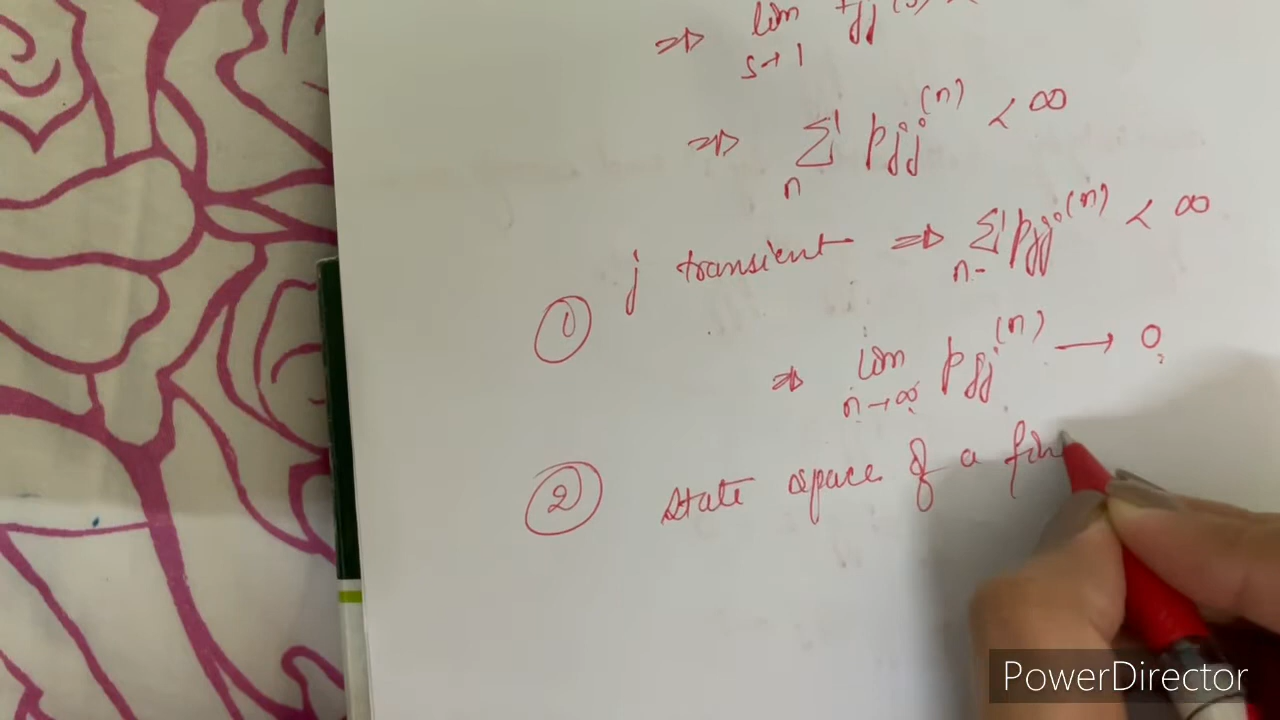 ⇒ lim
s→1
⇒ Σ pjj^(n) < ∞
n
① j transient ⇒ Σ pjj^(n) < ∞
n
⇒ lim pjj^(n) → 0
n→∞
② state space of a fin
PowerDirector